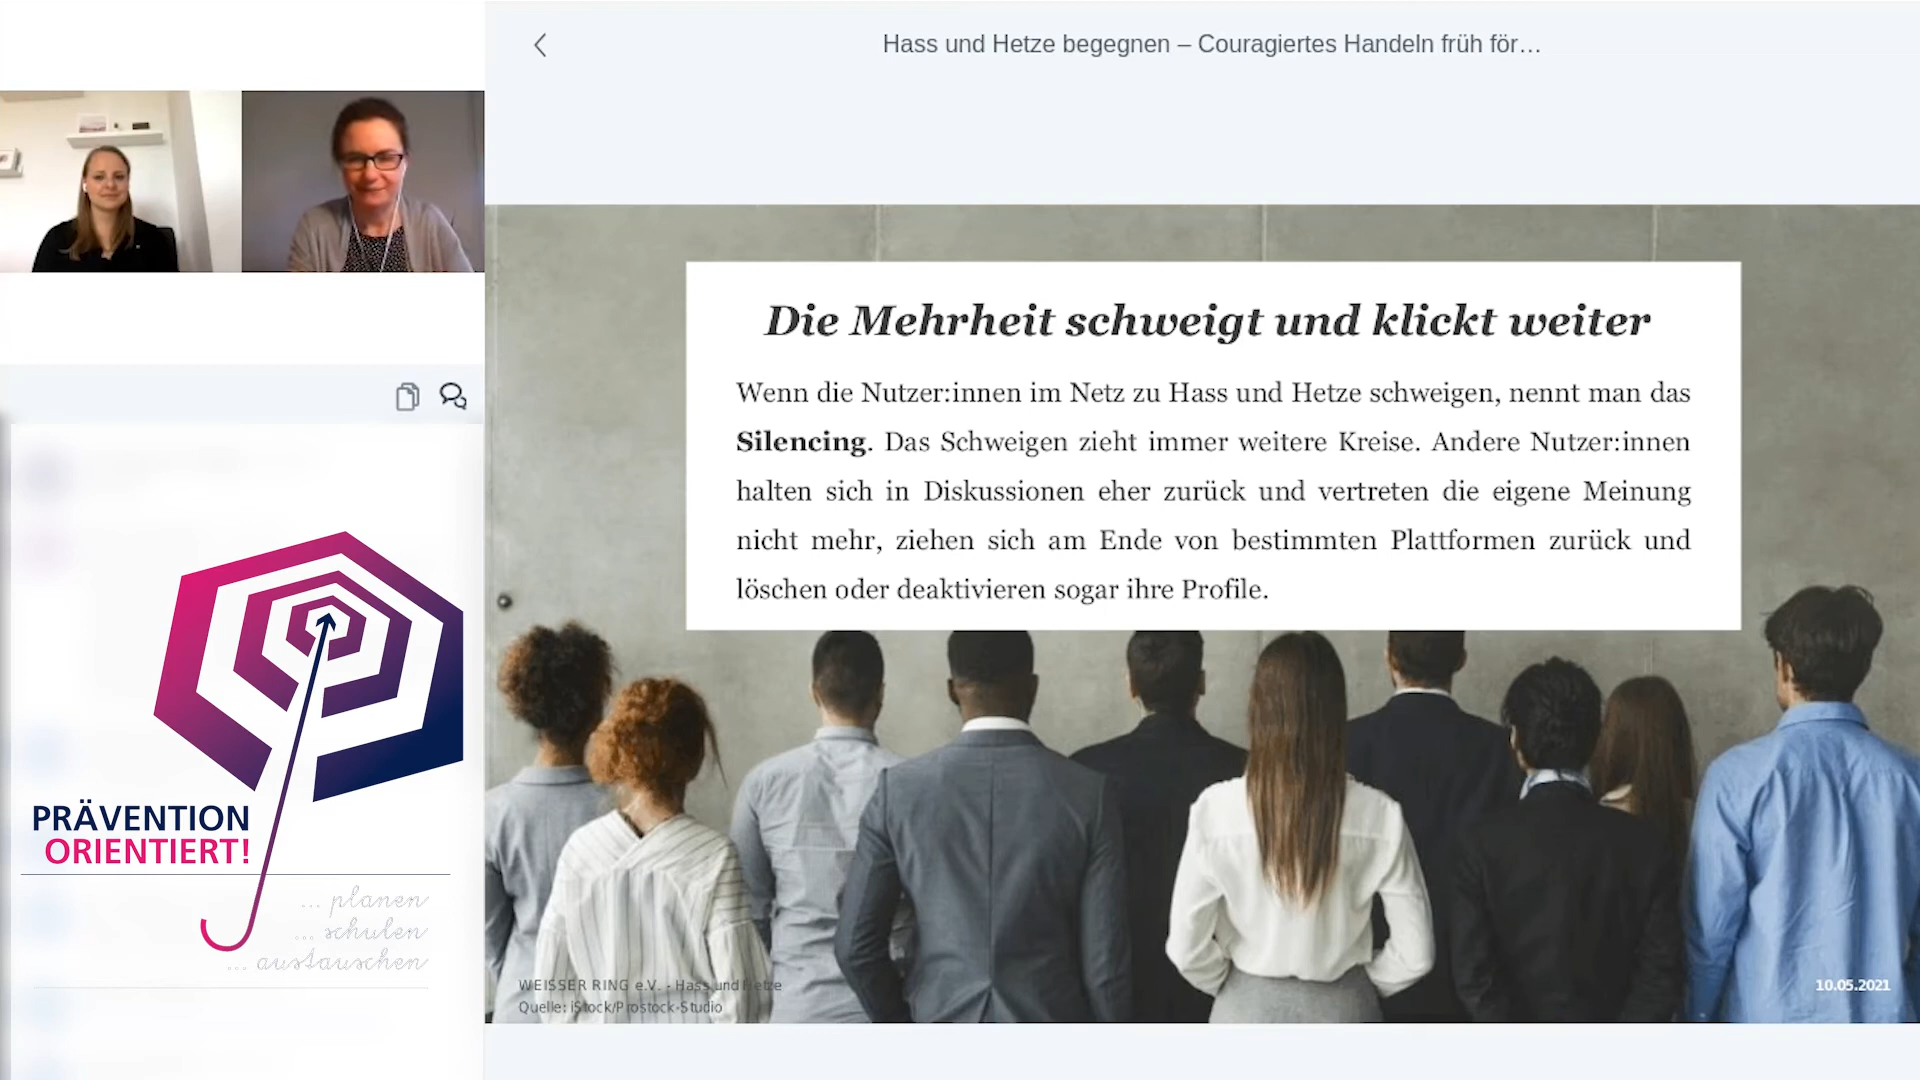 Hass und Hetze begegnen – Couragiertes Handeln früh för…
Die Mehrheit schweigt und klickt weiter
Wenn die Nutzer:innen im Netz zu Hass und Hetze schweigen, nennt man das
Silencing. Das Schweigen zieht immer weitere Kreise. Andere Nutzer:innen
halten sich in Diskussionen eher zurück und vertreten die eigene Meinung
nicht mehr, ziehen sich am Ende von bestimmten Plattformen zurück und
löschen oder deaktivieren sogar ihre Profile.
WEISSER RING e.V. - Hass und Hetze
Quelle: iStock/Prostock-Studio
10.05.2021
PRÄVENTION
ORIENTIERT!
... planen
... schulen
... austauschen